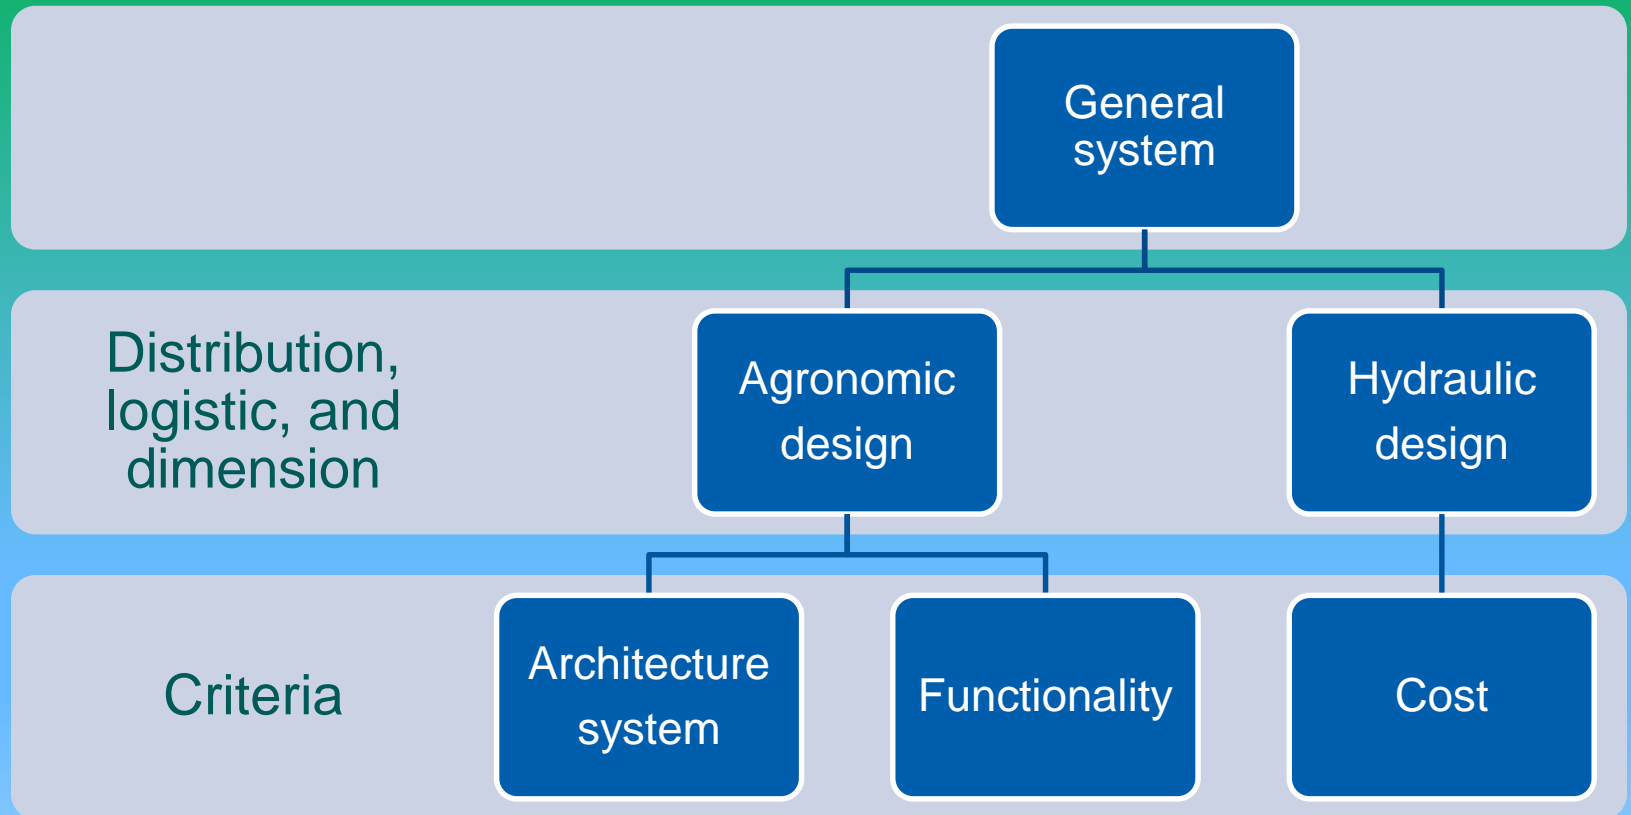 General
system
Distribution,
logistic, and
dimension
Agronomic
design
Hydraulic
design
Criteria
Architecture
system
Functionality
Cost